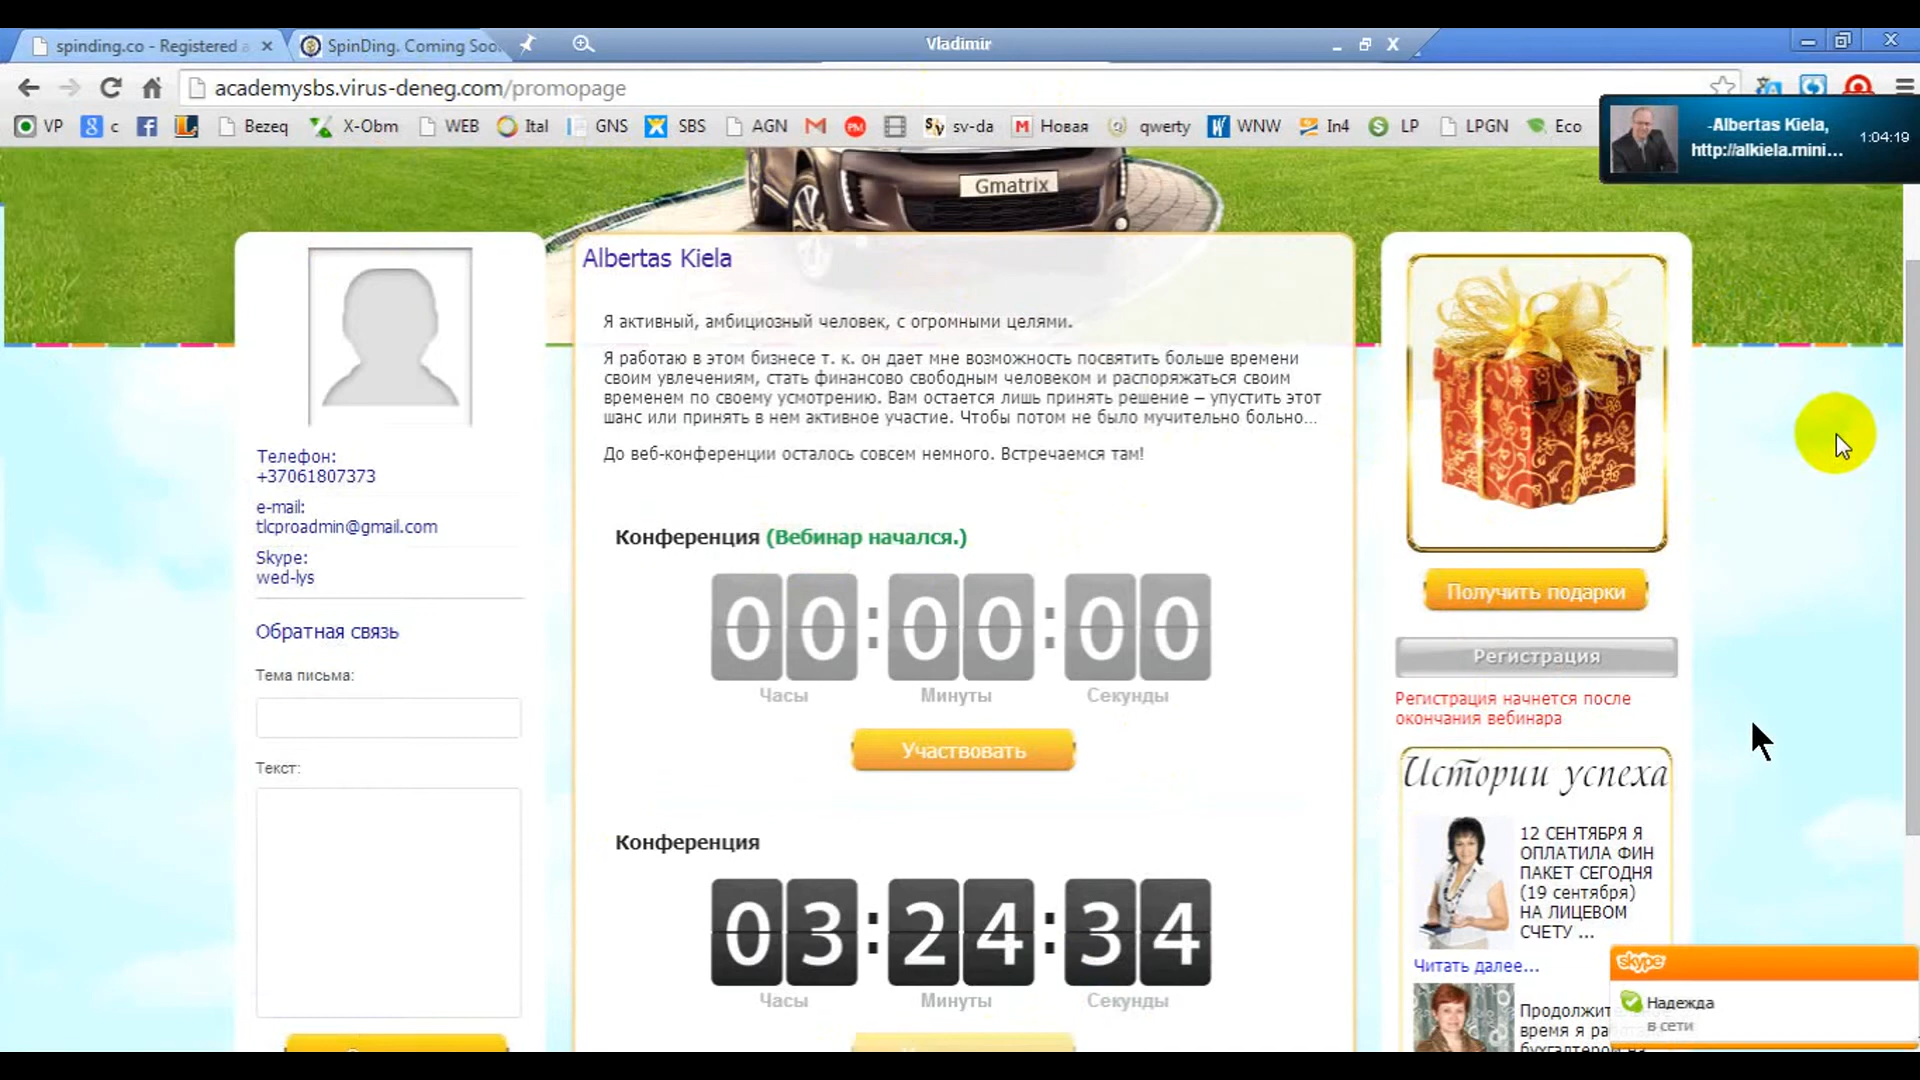 spinding.co - Registered a
SpinDing. Coming Soo
Vladimir
academysbs.virus-deneg.com/promopage
VP
c
Bezeq
X-Obm
WEB
Ital
GNS
SBS
AGN
sv-da
Новая
qwerty
WNW
In4
LP
LPGN
Eco
-Albertas Kiela,
http://alkiela.mini...
1:04:19
Gmatrix
Albertas Kiela
Я активный, амбициозный человек, с огромными целями.
Я работаю в этом бизнесе т. к. он дает мне возможность посвятить больше времени
своим увлечениям, стать финансово свободным человеком и распоряжаться своим
временем по своему усмотрению. Вам остается лишь принять решение – упустить этот
шанс или принять в нем активное участие. Чтобы потом не было мучительно больно...
До веб-конференции осталось совсем немного. Встречаемся там!
Телефон:
+37061807373
e-mail:
tlcproadmin@gmail.com
Skype:
wed-lys
Обратная связь
Тема письма:
Текст:
Конференция (Вебинар начался.)
00:00:00
Часы
Минуты
Секунды
Участвовать
Конференция
03:24:34
Часы
Минуты
Секунды
Получить подарки
Регистрация
Регистрация начнется после
окончания вебинара
Истории успеха
12 СЕНТЯБРЯ Я
ОПЛАТИЛА ФИН
ПАКЕТ СЕГОДНЯ
(19 сентября)
НА ЛИЦЕВОМ
СЧЕТУ ...
Читать далее...
Продолжит
время я ра
skype
Надежда
в сети